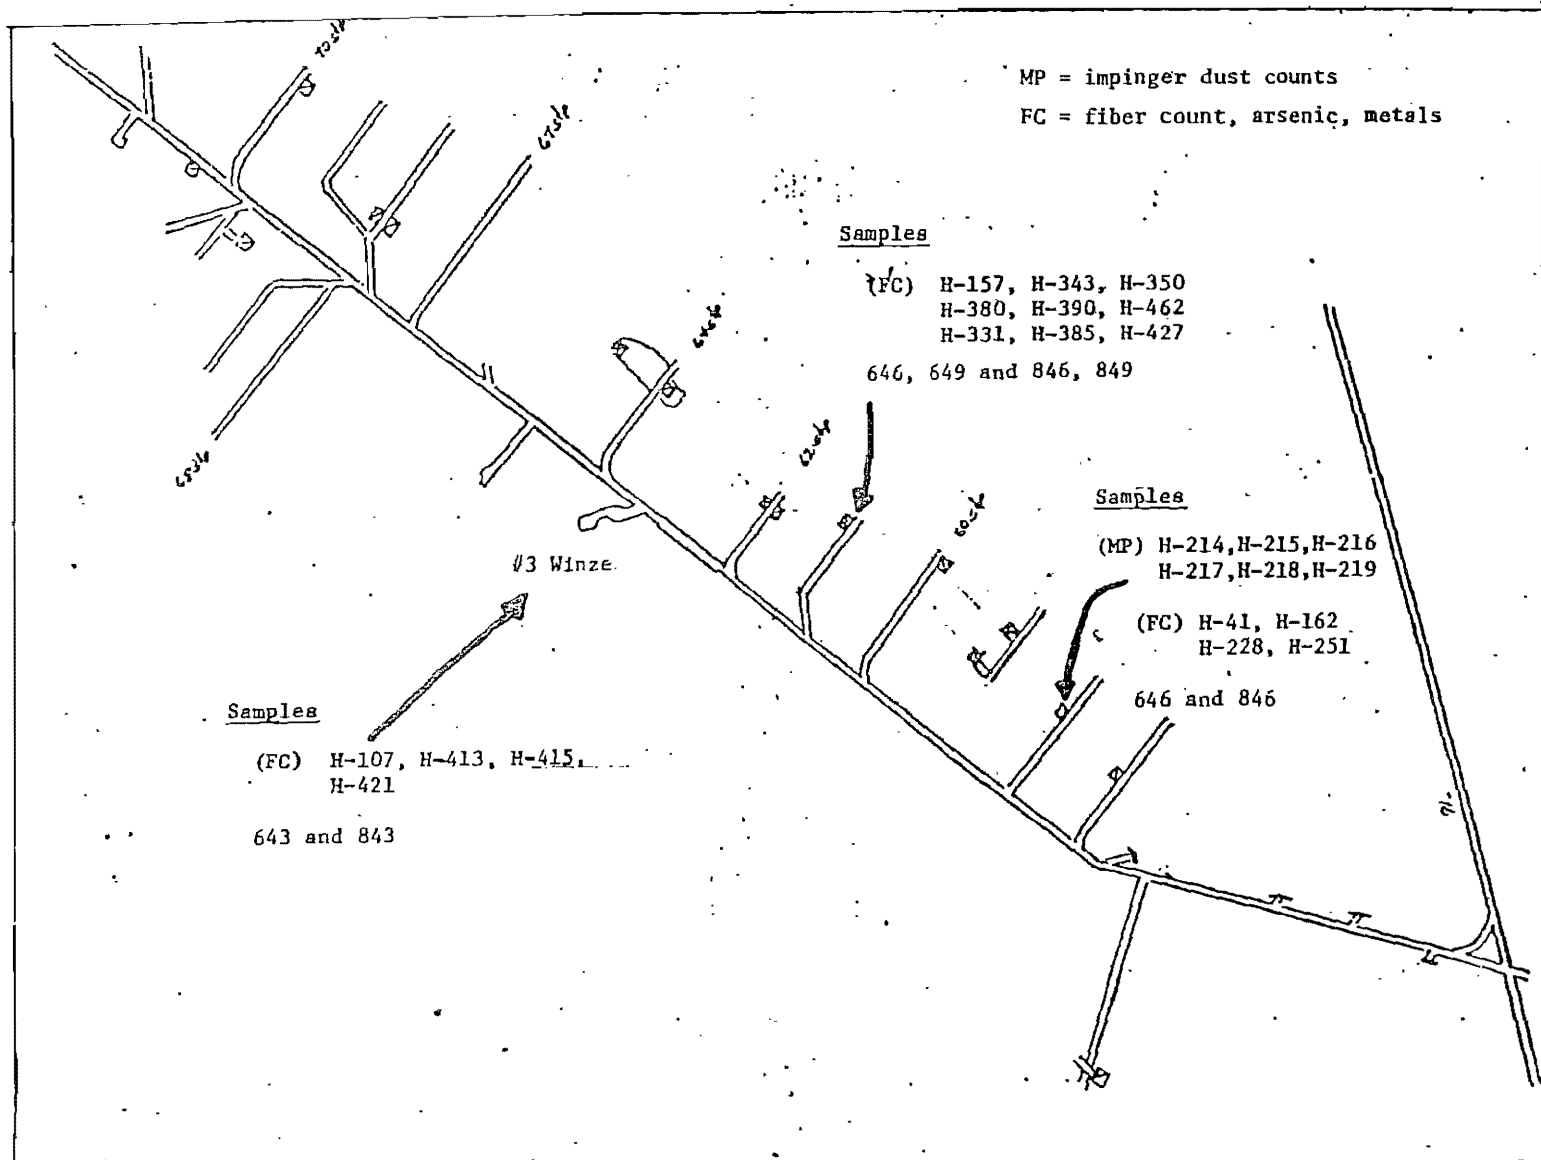 MP = impinger dust counts
FC = fiber count, arsenic, metals
Samples
(FC) H-157, H-343, H-350
H-380, H-390, H-462
H-331, H-385, H-427
646, 649 and 846, 849
Samples
(MP) H-214,H-215,H-216
H-217,H-218,H-219
(FC) H-41, H-162
H-228, H-251
646 and 846
#3 Winze
Samples
(FC) H-107, H-413, H-415,
H-421
643 and 843